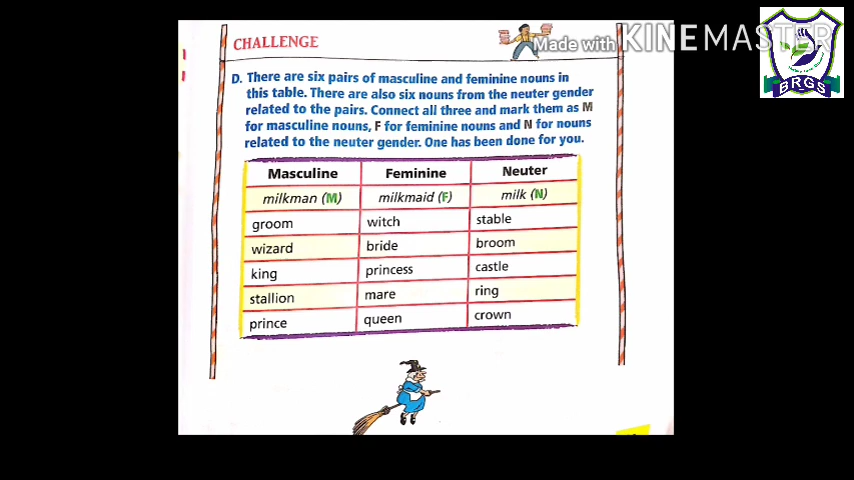 CHALLENGE
Made with KINEMASTER
BRGS
D. There are six pairs of masculine and feminine nouns in
this table. There are also six nouns from the neuter gender
related to the pairs. Connect all three and mark them as M
for masculine nouns, F for feminine nouns and N for nouns
related to the neuter gender. One has been done for you.
Masculine Feminine Neuter
milkman (M) milkmaid (F) milk (N)
groom witch stable
wizard bride broom
king princess castle
stallion mare ring
prince queen crown